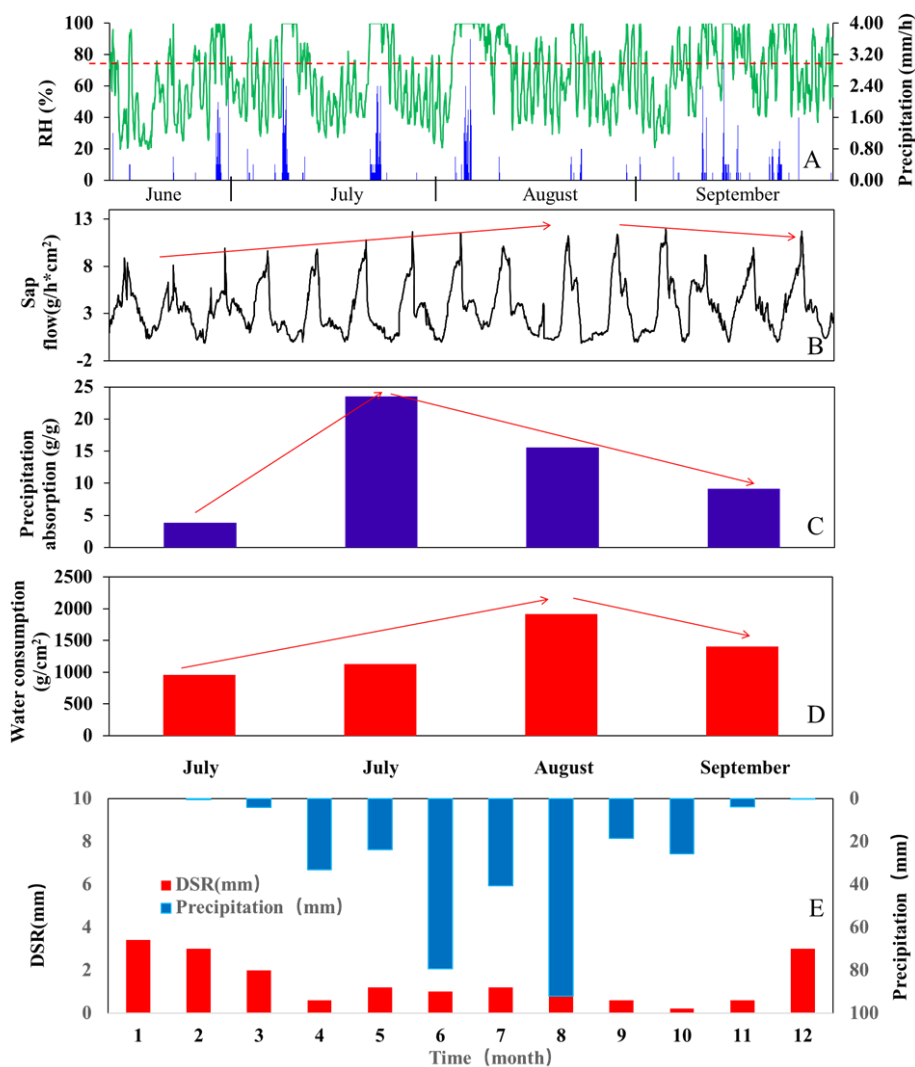 100
80
60
40
20
0
RH (%)
4.00
3.20
2.40
1.60
0.80
0.00
Precipitation (mm/h)
A
June July August September
13
8
3
-2
Sap
flow(g/h*cm2)
B
25
20
15
10
5
0
Precipitation
absorption (g/g)
C
2500
2000
1500
1000
500
0
Water consumption
(g/cm²)
D
July July August September
10
8
6
4
2
0
DSR(mm)
0
20
40
60
80
100
Precipitation（mm）
DSR(mm）
Precipitation（mm）
E
1 2 3 4 5 6 7 8 9 10 11 12
Time（month）